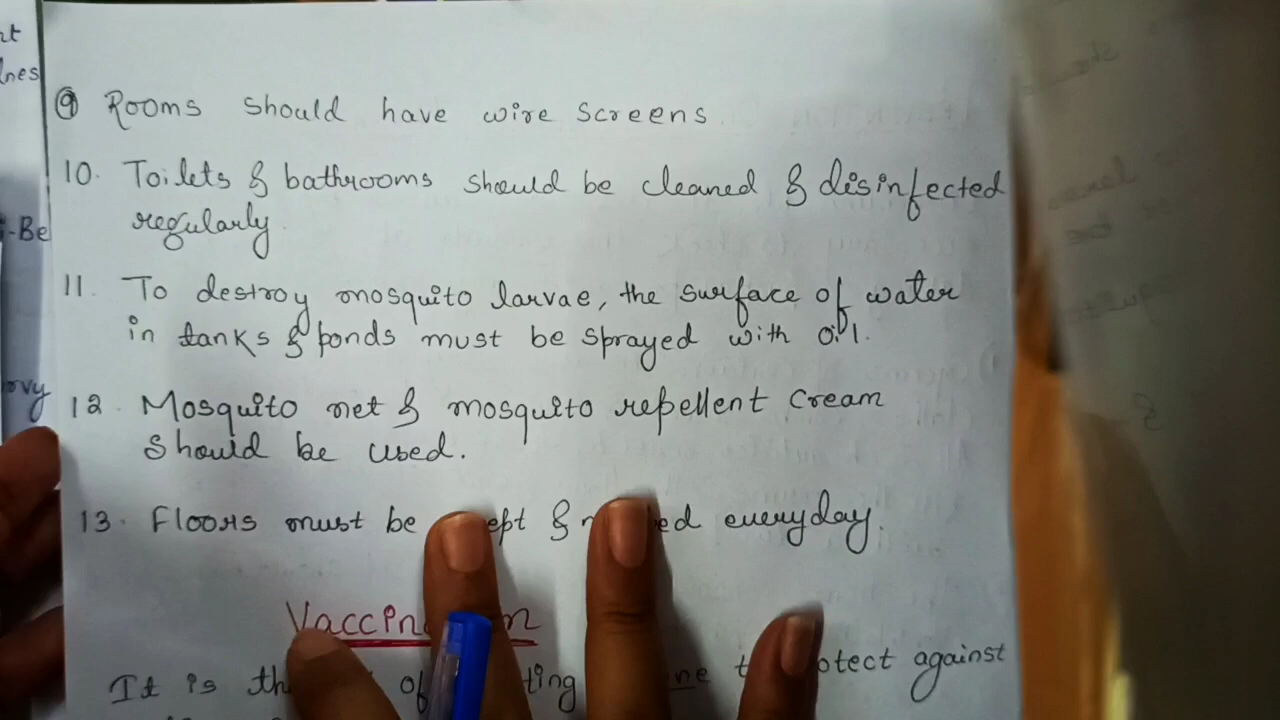 9 Rooms should have wire screens
10. Toilets & bathrooms should be cleaned & disinfected
regularly.
11. To destroy mosquito larvae, the surface of water
in tanks & ponds must be sprayed with oil.
12. Mosquito net & mosquito repellent cream
should be used.
13. Floors must be & everyday.
It is of against